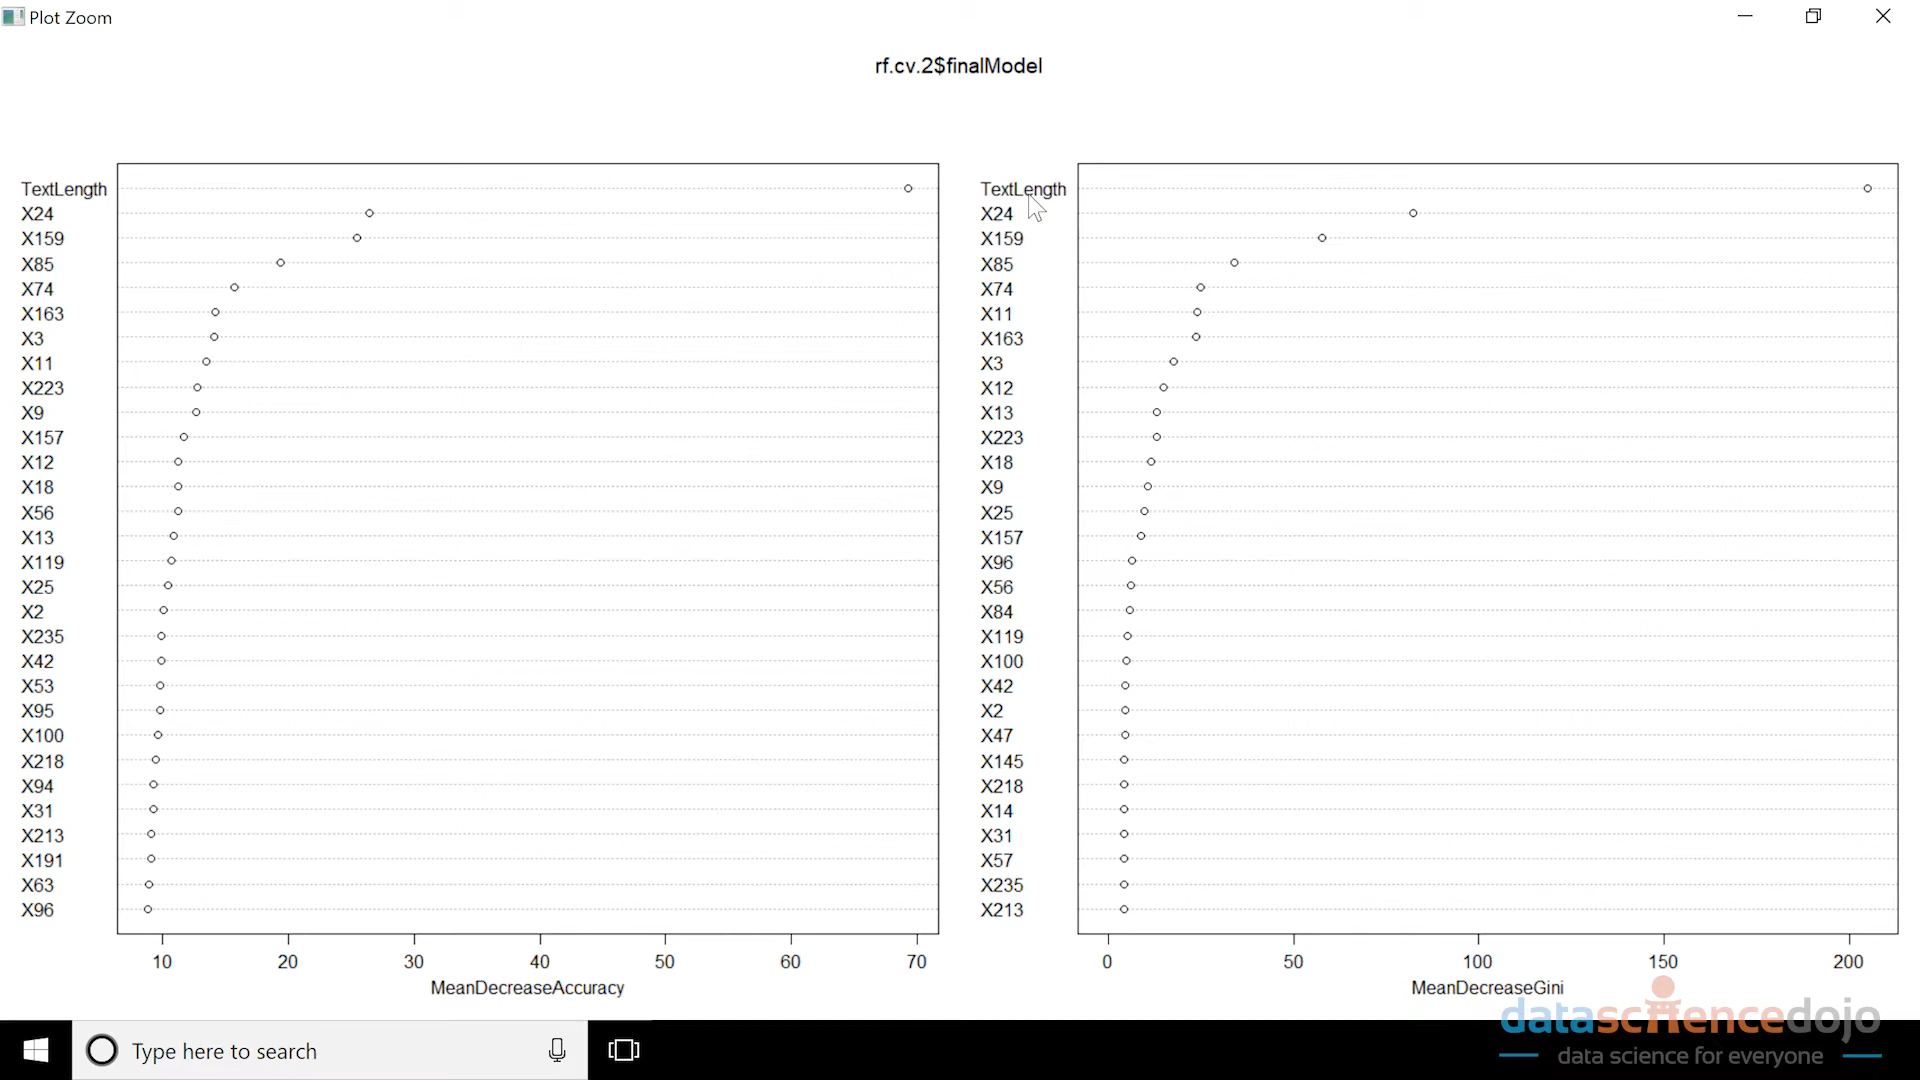 Plot Zoom
rf.cv.2$finalModel
TextLength
X24
X159
X85
X74
X163
X3
X11
X223
X9
X157
X12
X18
X56
X13
X119
X25
X2
X235
X42
X53
X95
X100
X218
X94
X31
X213
X191
X63
X96
10 20 30 40 50 60 70
MeanDecreaseAccuracy
TextLength
X24
X159
X85
X74
X11
X163
X3
X12
X13
X223
X18
X9
X25
X157
X96
X56
X84
X119
X100
X42
X2
X47
X145
X218
X14
X31
X57
X235
X213
0 50 100 150 200
MeanDecreaseGini
datasciencedojo
data science for everyone
Type here to search